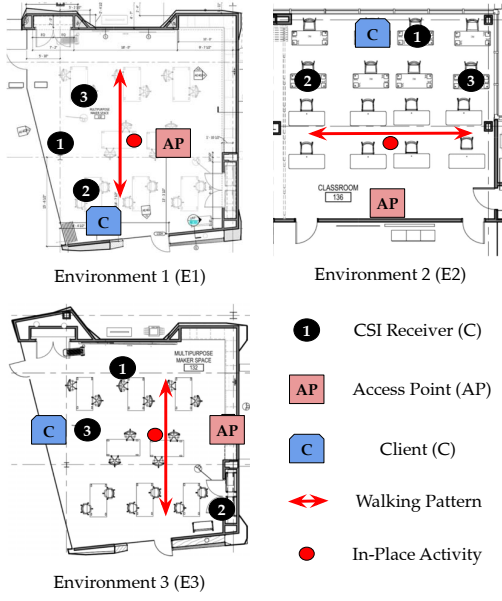 3
1
AP
2
C
Environment 1 (E1)
C
1
2
3
CLASSROOM
136
AP
Environment 2 (E2)
1
MULTIPURPOSE
MAKER SPACE
132
C
3
AP
2
Environment 3 (E3)
1
CSI Receiver (C)
AP
Access Point (AP)
C
Client (C)
Walking Pattern
In-Place Activity